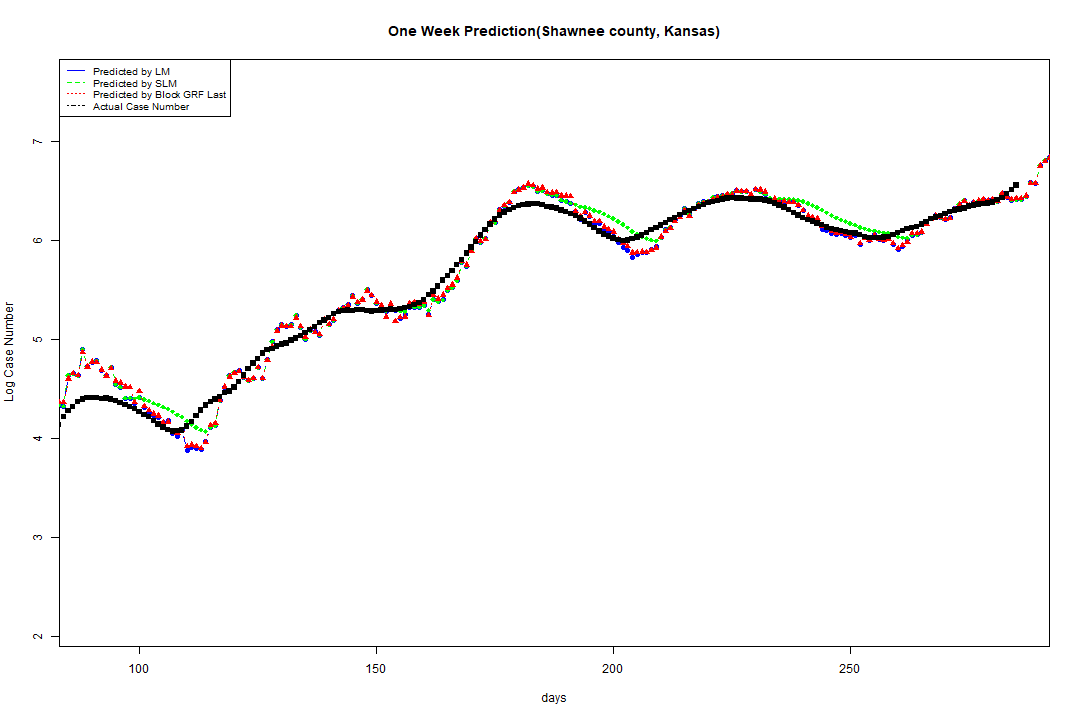 One Week Prediction(Shawnee county, Kansas)
Predicted by LM
Predicted by SLM
Predicted by Block GRF Last
Actual Case Number
7
6
5
4
3
2
Log Case Number
100 150 200 250
days